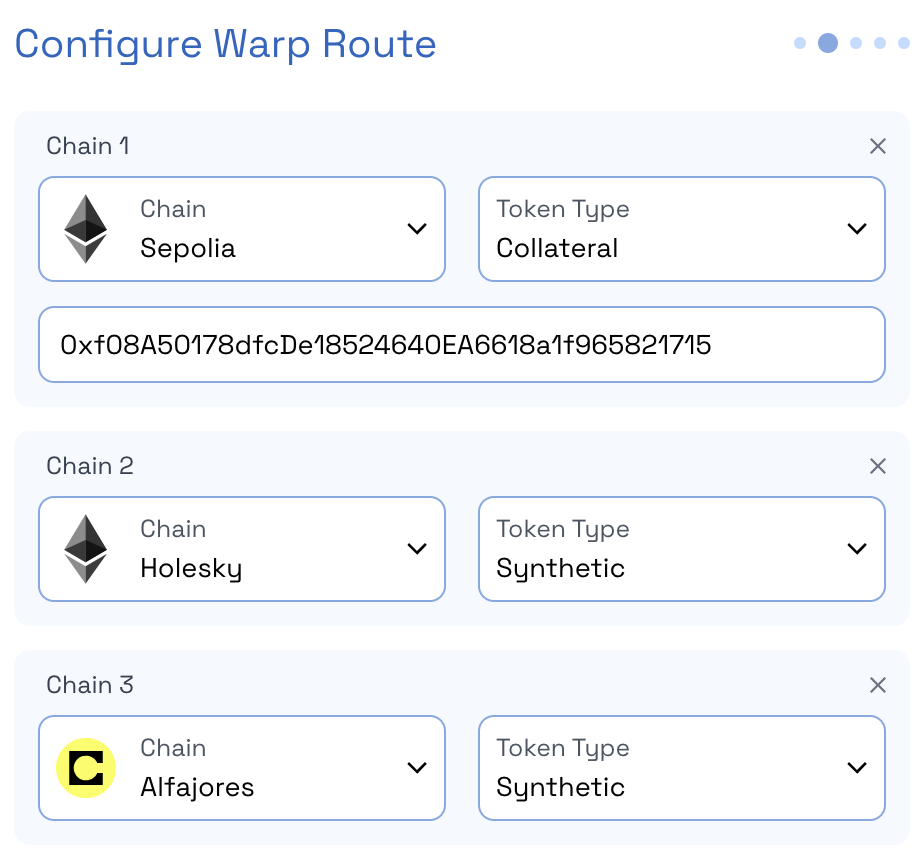 Configure Warp Route
Chain 1
Chain
Sepolia
Token Type
Collateral
0xf08A50178dfcDe18524640EA6618a1f965821715
Chain 2
Chain
Holesky
Token Type
Synthetic
Chain 3
Chain
Alfajores
Token Type
Synthetic